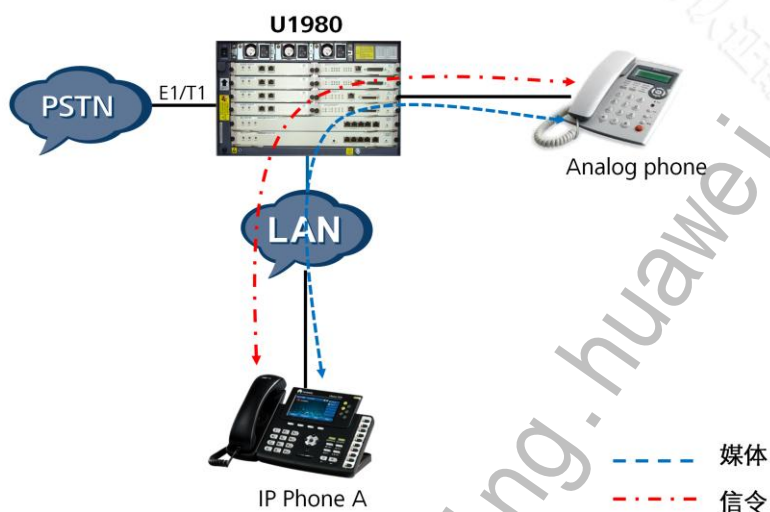 U1980
PSTN
E1/T1
Analog phone
LAN
IP Phone A
媒体
信令